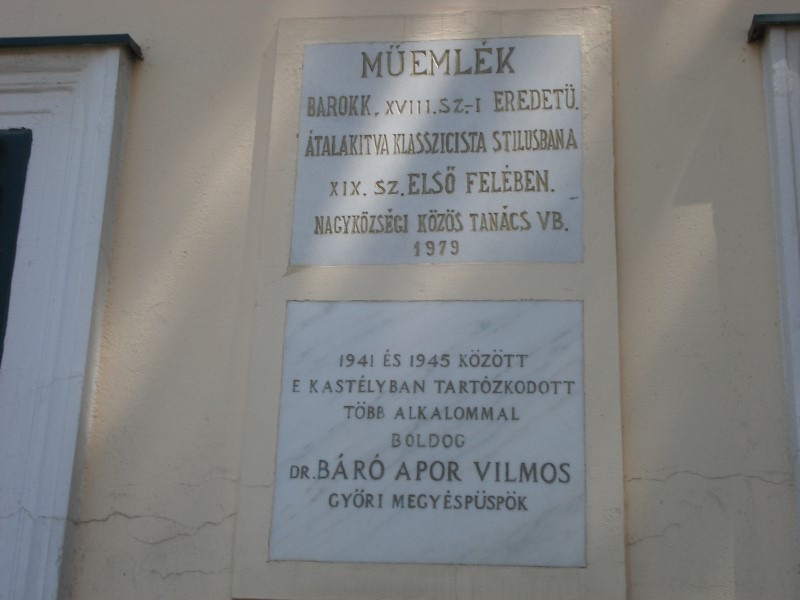 MŰEMLÉK
BAROKK, XVIII. SZ.-I EREDETÜ.
ÁTALAKITVA KLASSZICISTA STILUSBAN A
XIX. SZ. ELSŐ FELÉBEN.
NAGYKÖZSÉGI KÖZÖS TANÁCS VB.
1979
1941 ÉS 1945 KÖZÖTT
E KASTÉLYBAN TARTÓZKODOTT
TÖBB ALKALOMMAL
BOLDOG
DR. BÁRÓ APOR VILMOS
GYŐRI MEGYÉSPÜSPÖK